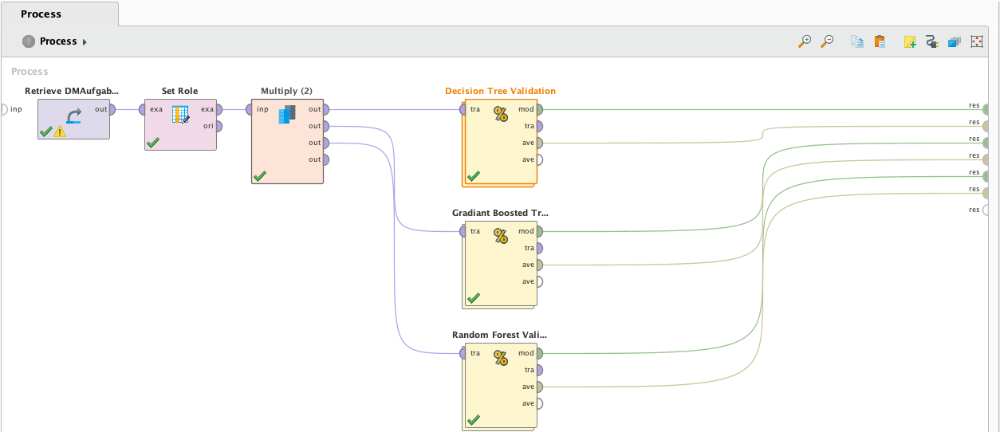 Process
Process
Process
Retrieve DMAufgab...
Set Role
Multiply (2)
Decision Tree Validation
inp
out
exa
exa
ori
inp
out
out
out
out
tra
mod
tra
ave
ave
Gradiant Boosted Tr...
tra
mod
tra
ave
ave
Random Forest Vali...
tra
mod
tra
ave
ave
res
res
res
res
res
res
res